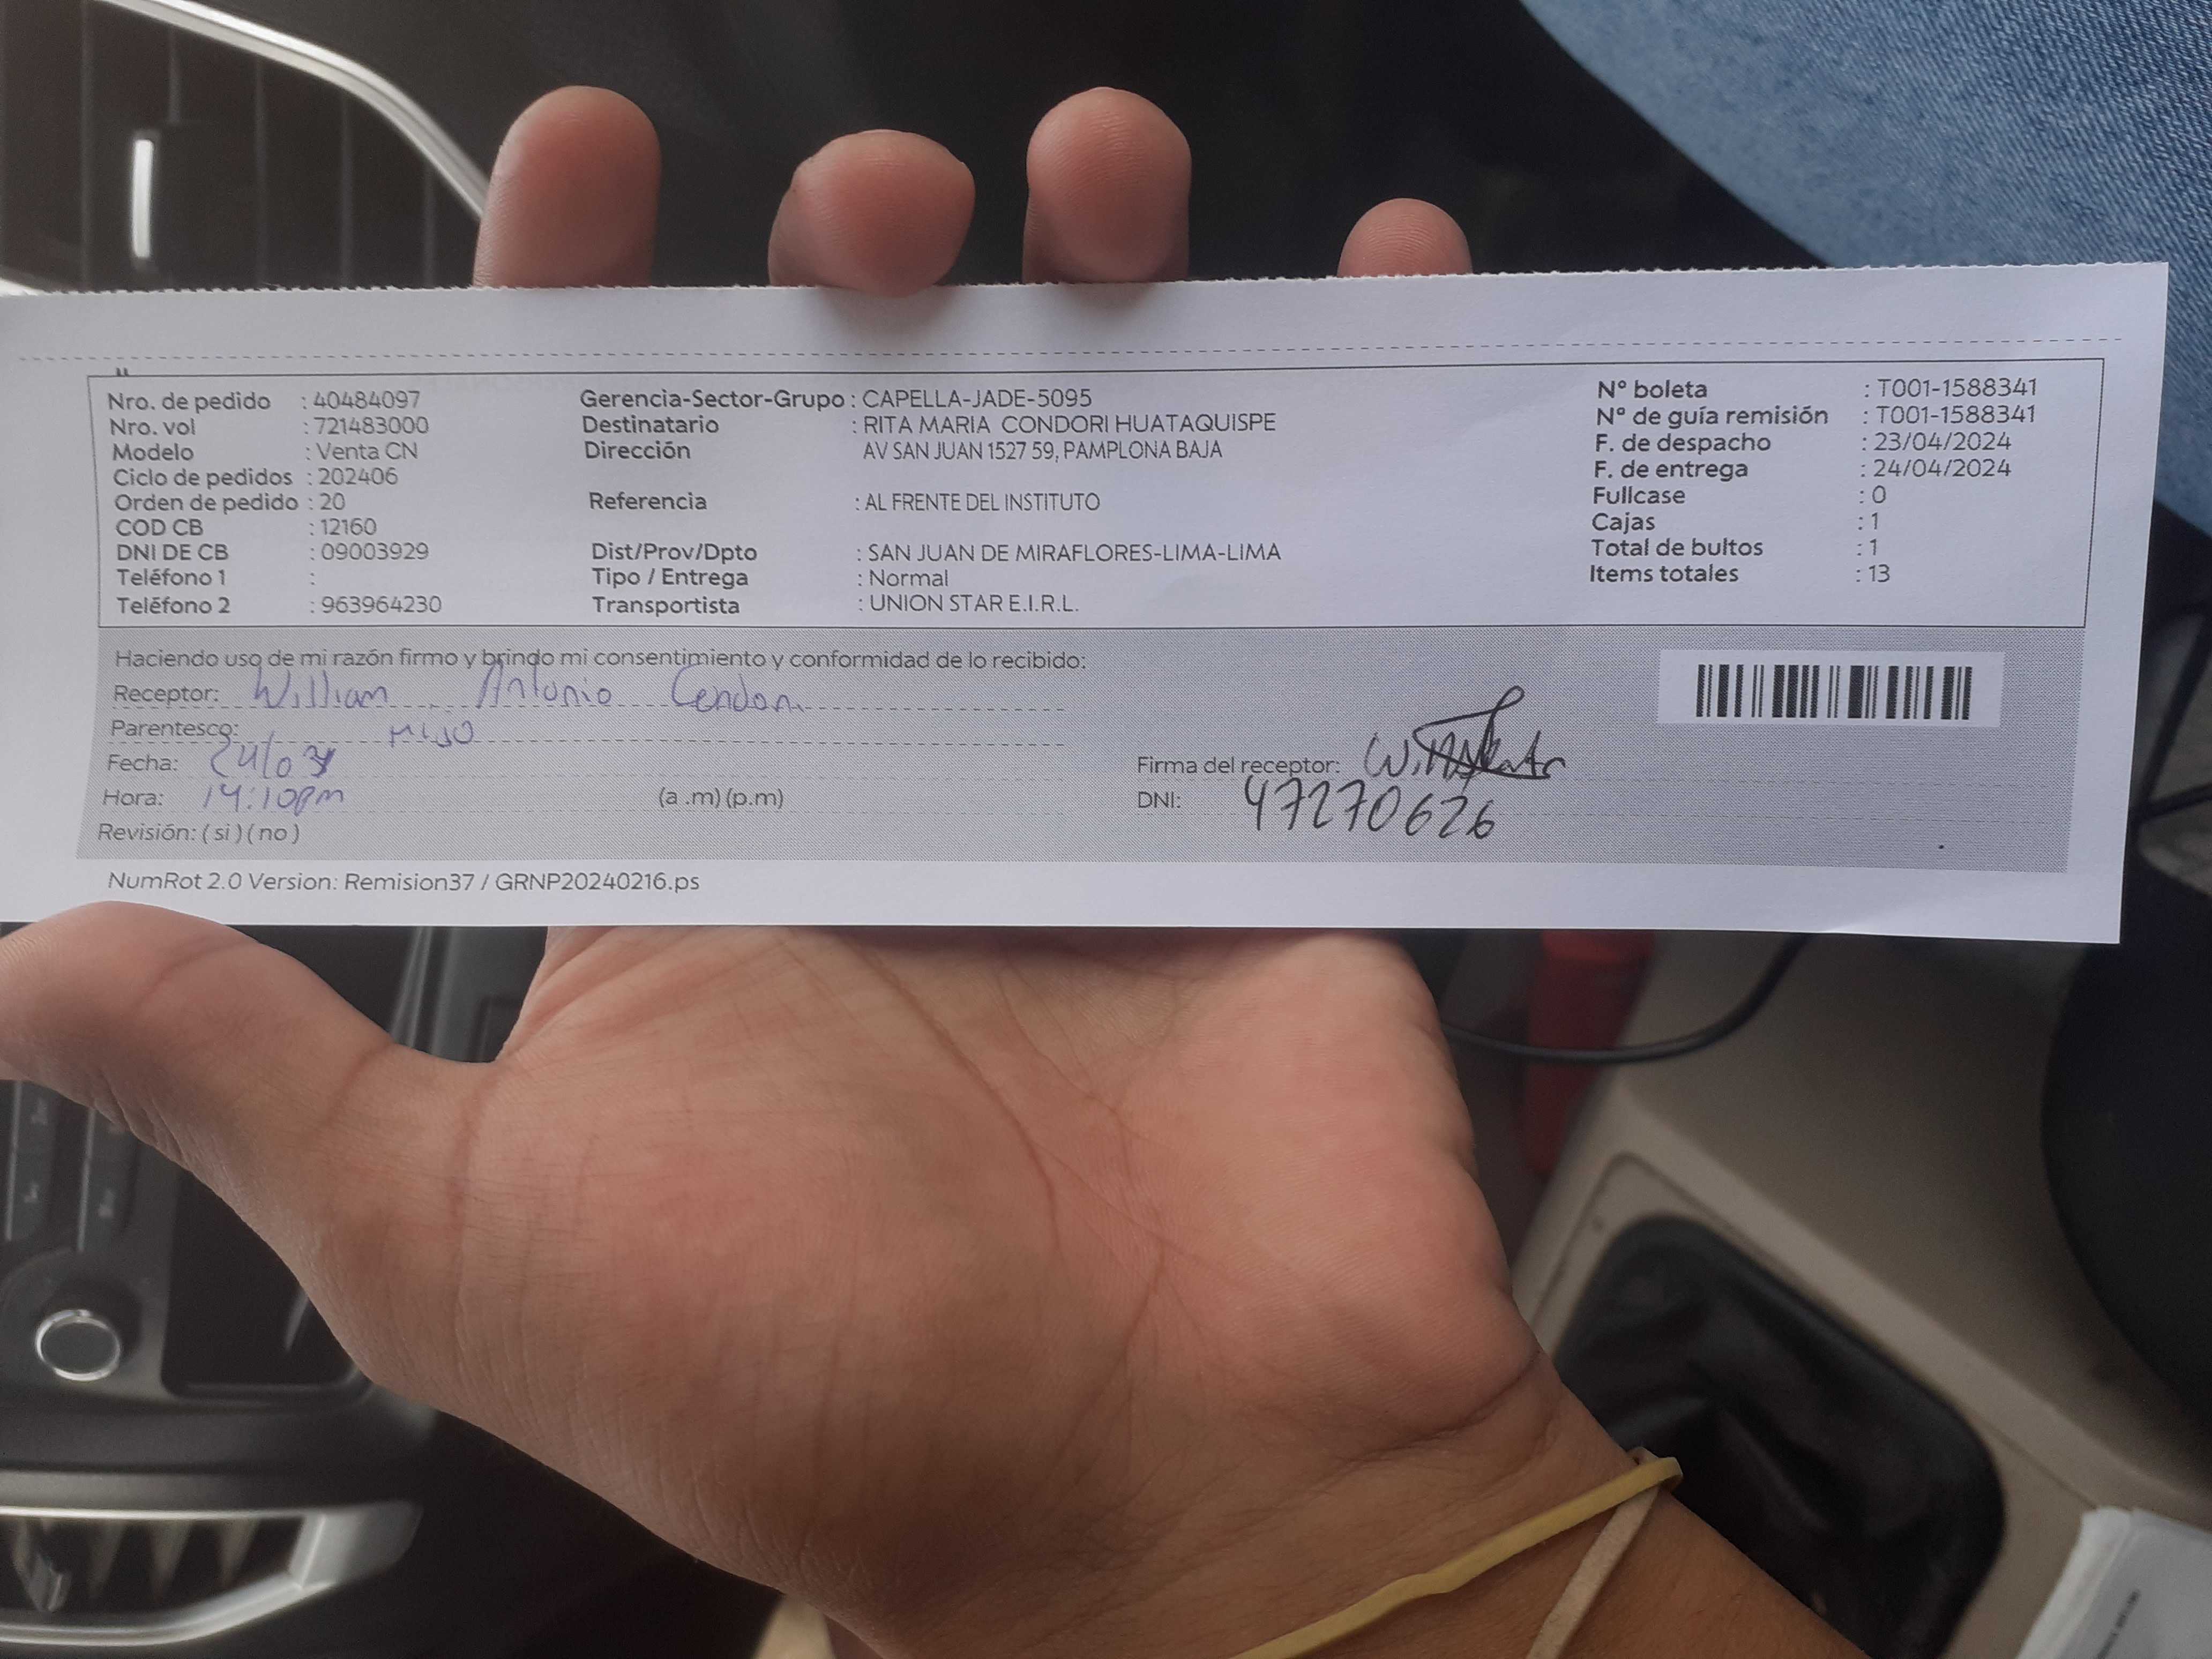 Nro. de pedido : 40484097
Nro. vol : 721483000
Modelo : Venta CN
Ciclo de pedidos : 202406
Orden de pedido : 20
COD CB : 12160
DNI DE CB : 09003929
Teléfono 1 :
Teléfono 2 : 963964230
Gerencia-Sector-Grupo : CAPELLA-JADE-5095
Destinatario : RITA MARIA CONDORI HUATAQUISPE
Dirección AV SAN JUAN 1527 59, PAMPLONA BAJA
Referencia : AL FRENTE DEL INSTITUTO
Dist/Prov/Dpto : SAN JUAN DE MIRAFLORES-LIMA-LIMA
Tipo / Entrega : Normal
Transportista : UNION STAR E.I.R.L.
Nº boleta : T001-1588341
Nº de guía remisión : T001-1588341
F. de despacho : 23/04/2024
F. de entrega : 24/04/2024
Fullcase : 0
Cajas : 1
Total de bultos : 1
Items totales : 13
Haciendo uso de mi razón firmo y brindo mi consentimiento y conformidad de lo recibido:
Receptor: William Antonio
Parentesco: HIJO
Fecha:
Hora: 14:10pm (a .m) (p.m)
Revisión: ( si ) ( no )
Firma del receptor:
DNI: 47270626
NumRot 2.0 Version: Remision37 / GRNP20240216.ps